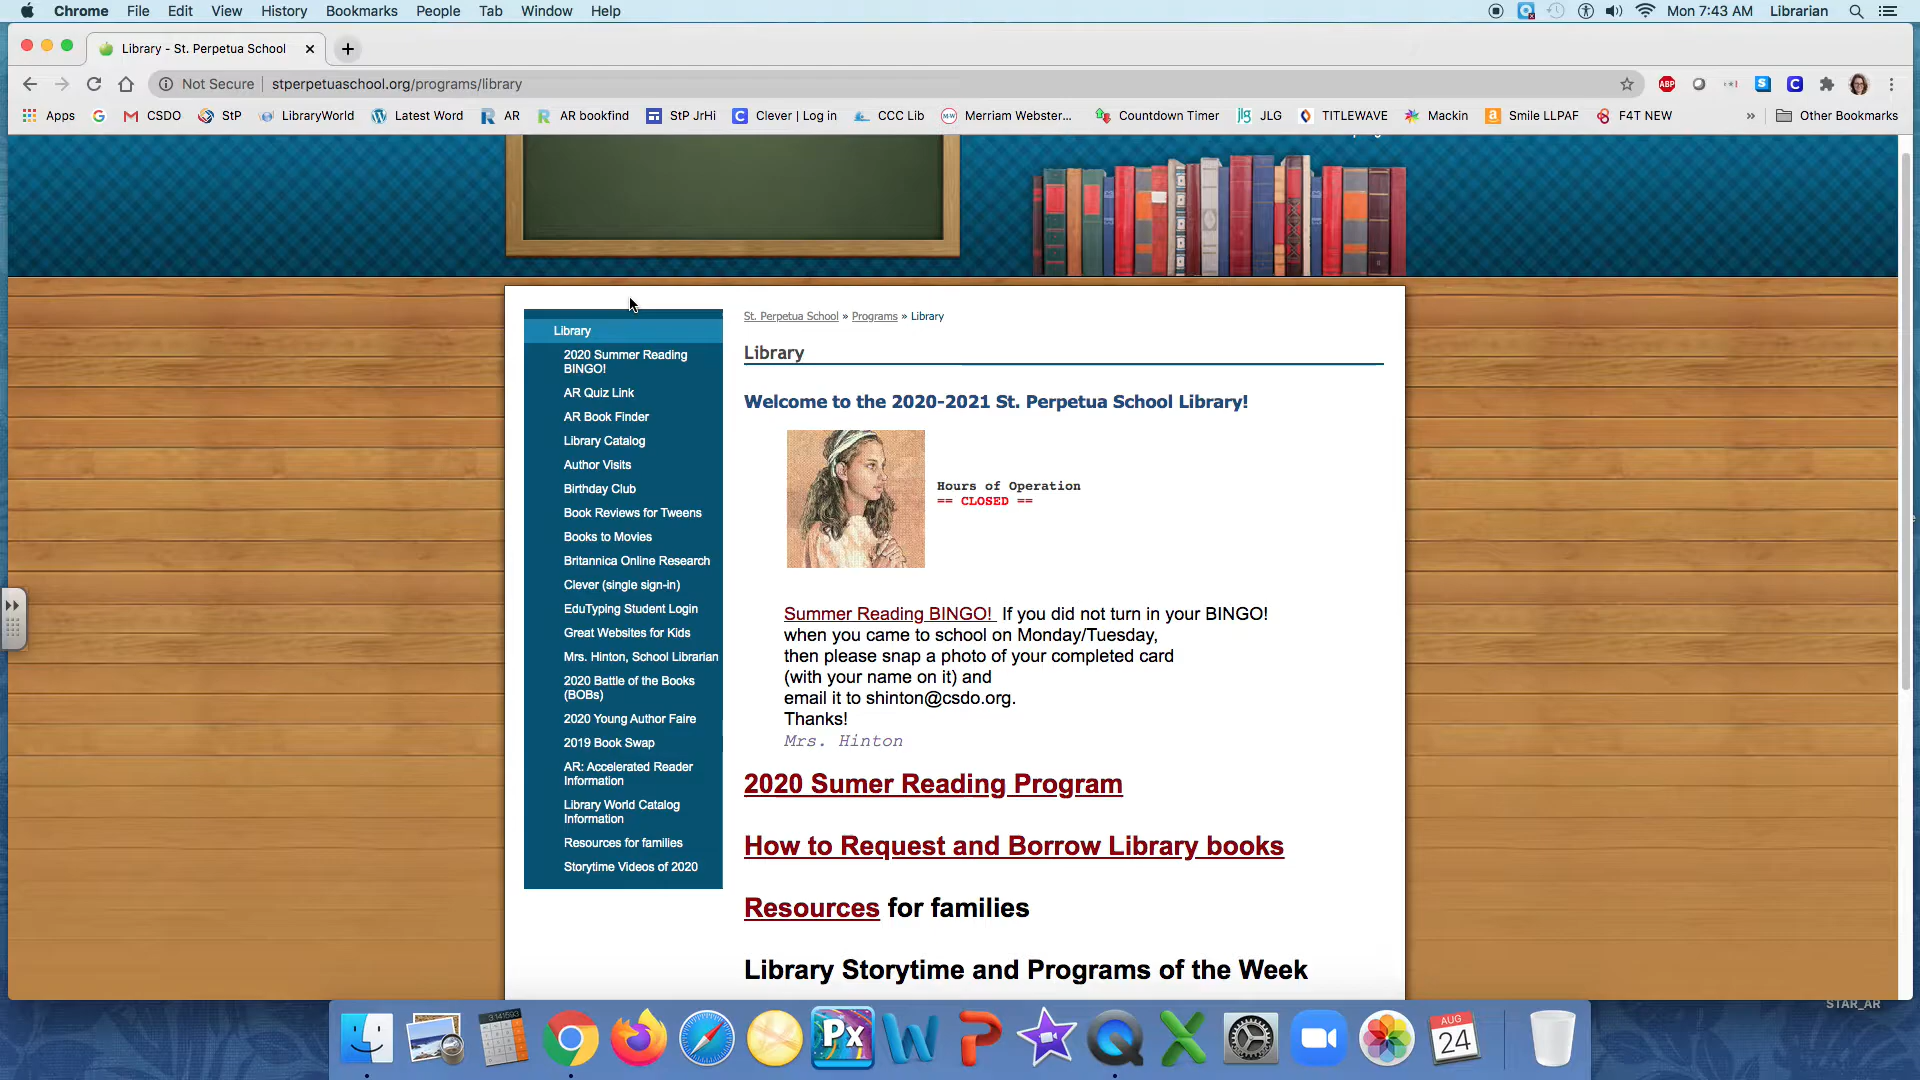 Chrome File Edit View History Bookmarks People Tab Window Help Mon 7:43 AM Librarian
Library - St. Perpetua School
Not Secure stperpetuaschool.org/programs/library
Apps CSDO StP LibraryWorld Latest Word AR AR bookfind StP JrHi Clever | Log in CCC Lib Merriam Webster... Countdown Timer JLG TITLEWAVE Mackin Smile LLPAF F4T NEW » Other Bookmarks
Library
2020 Summer Reading
BINGO!
AR Quiz Link
AR Book Finder
Library Catalog
Author Visits
Birthday Club
Book Reviews for Tweens
Books to Movies
Britannica Online Research
Clever (single sign-in)
EduTyping Student Login
Great Websites for Kids
Mrs. Hinton, School Librarian
2020 Battle of the Books
(BOBs)
2020 Young Author Faire
2019 Book Swap
AR: Accelerated Reader
Information
Library World Catalog
Information
Resources for families
Storytime Videos of 2020
St. Perpetua School » Programs » Library
Library
Welcome to the 2020-2021 St. Perpetua School Library!
Hours of Operation
== CLOSED ==
Summer Reading BINGO! If you did not turn in your BINGO!
when you came to school on Monday/Tuesday,
then please snap a photo of your completed card
(with your name on it) and
email it to shinton@csdo.org.
Thanks!
Mrs. Hinton
2020 Sumer Reading Program
How to Request and Borrow Library books
Resources for families
Library Storytime and Programs of the Week
STAR_AR
3.141593
Px
AUG
24